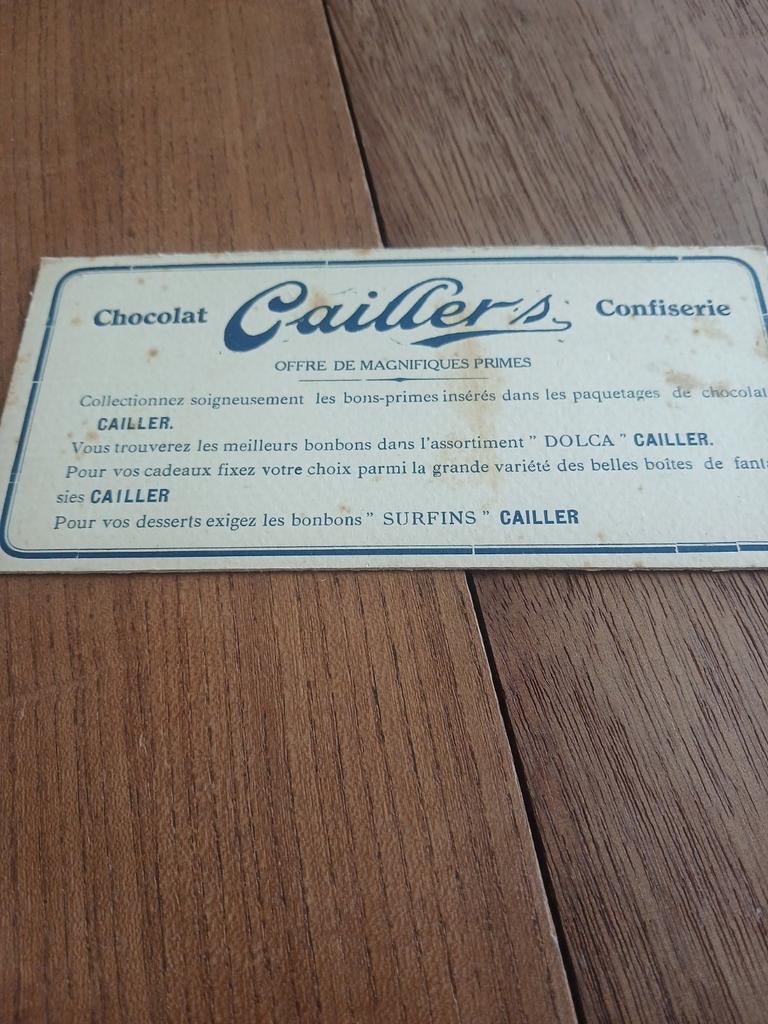 Chocolat Cailler's Confiserie
OFFRE DE MAGNIFIQUES PRIMES
Collectionnez soigneusement les bons-primes insérés dans les paquetages de chocolat
CAILLER.
Vous trouverez les meilleurs bonbons dans l'assortiment " DOLCA " CAILLER.
Pour vos cadeaux fixez votre choix parmi la grande variété des belles boîtes de fant
sies CAILLER
Pour vos desserts exigez les bonbons " SURFINS " CAILLER